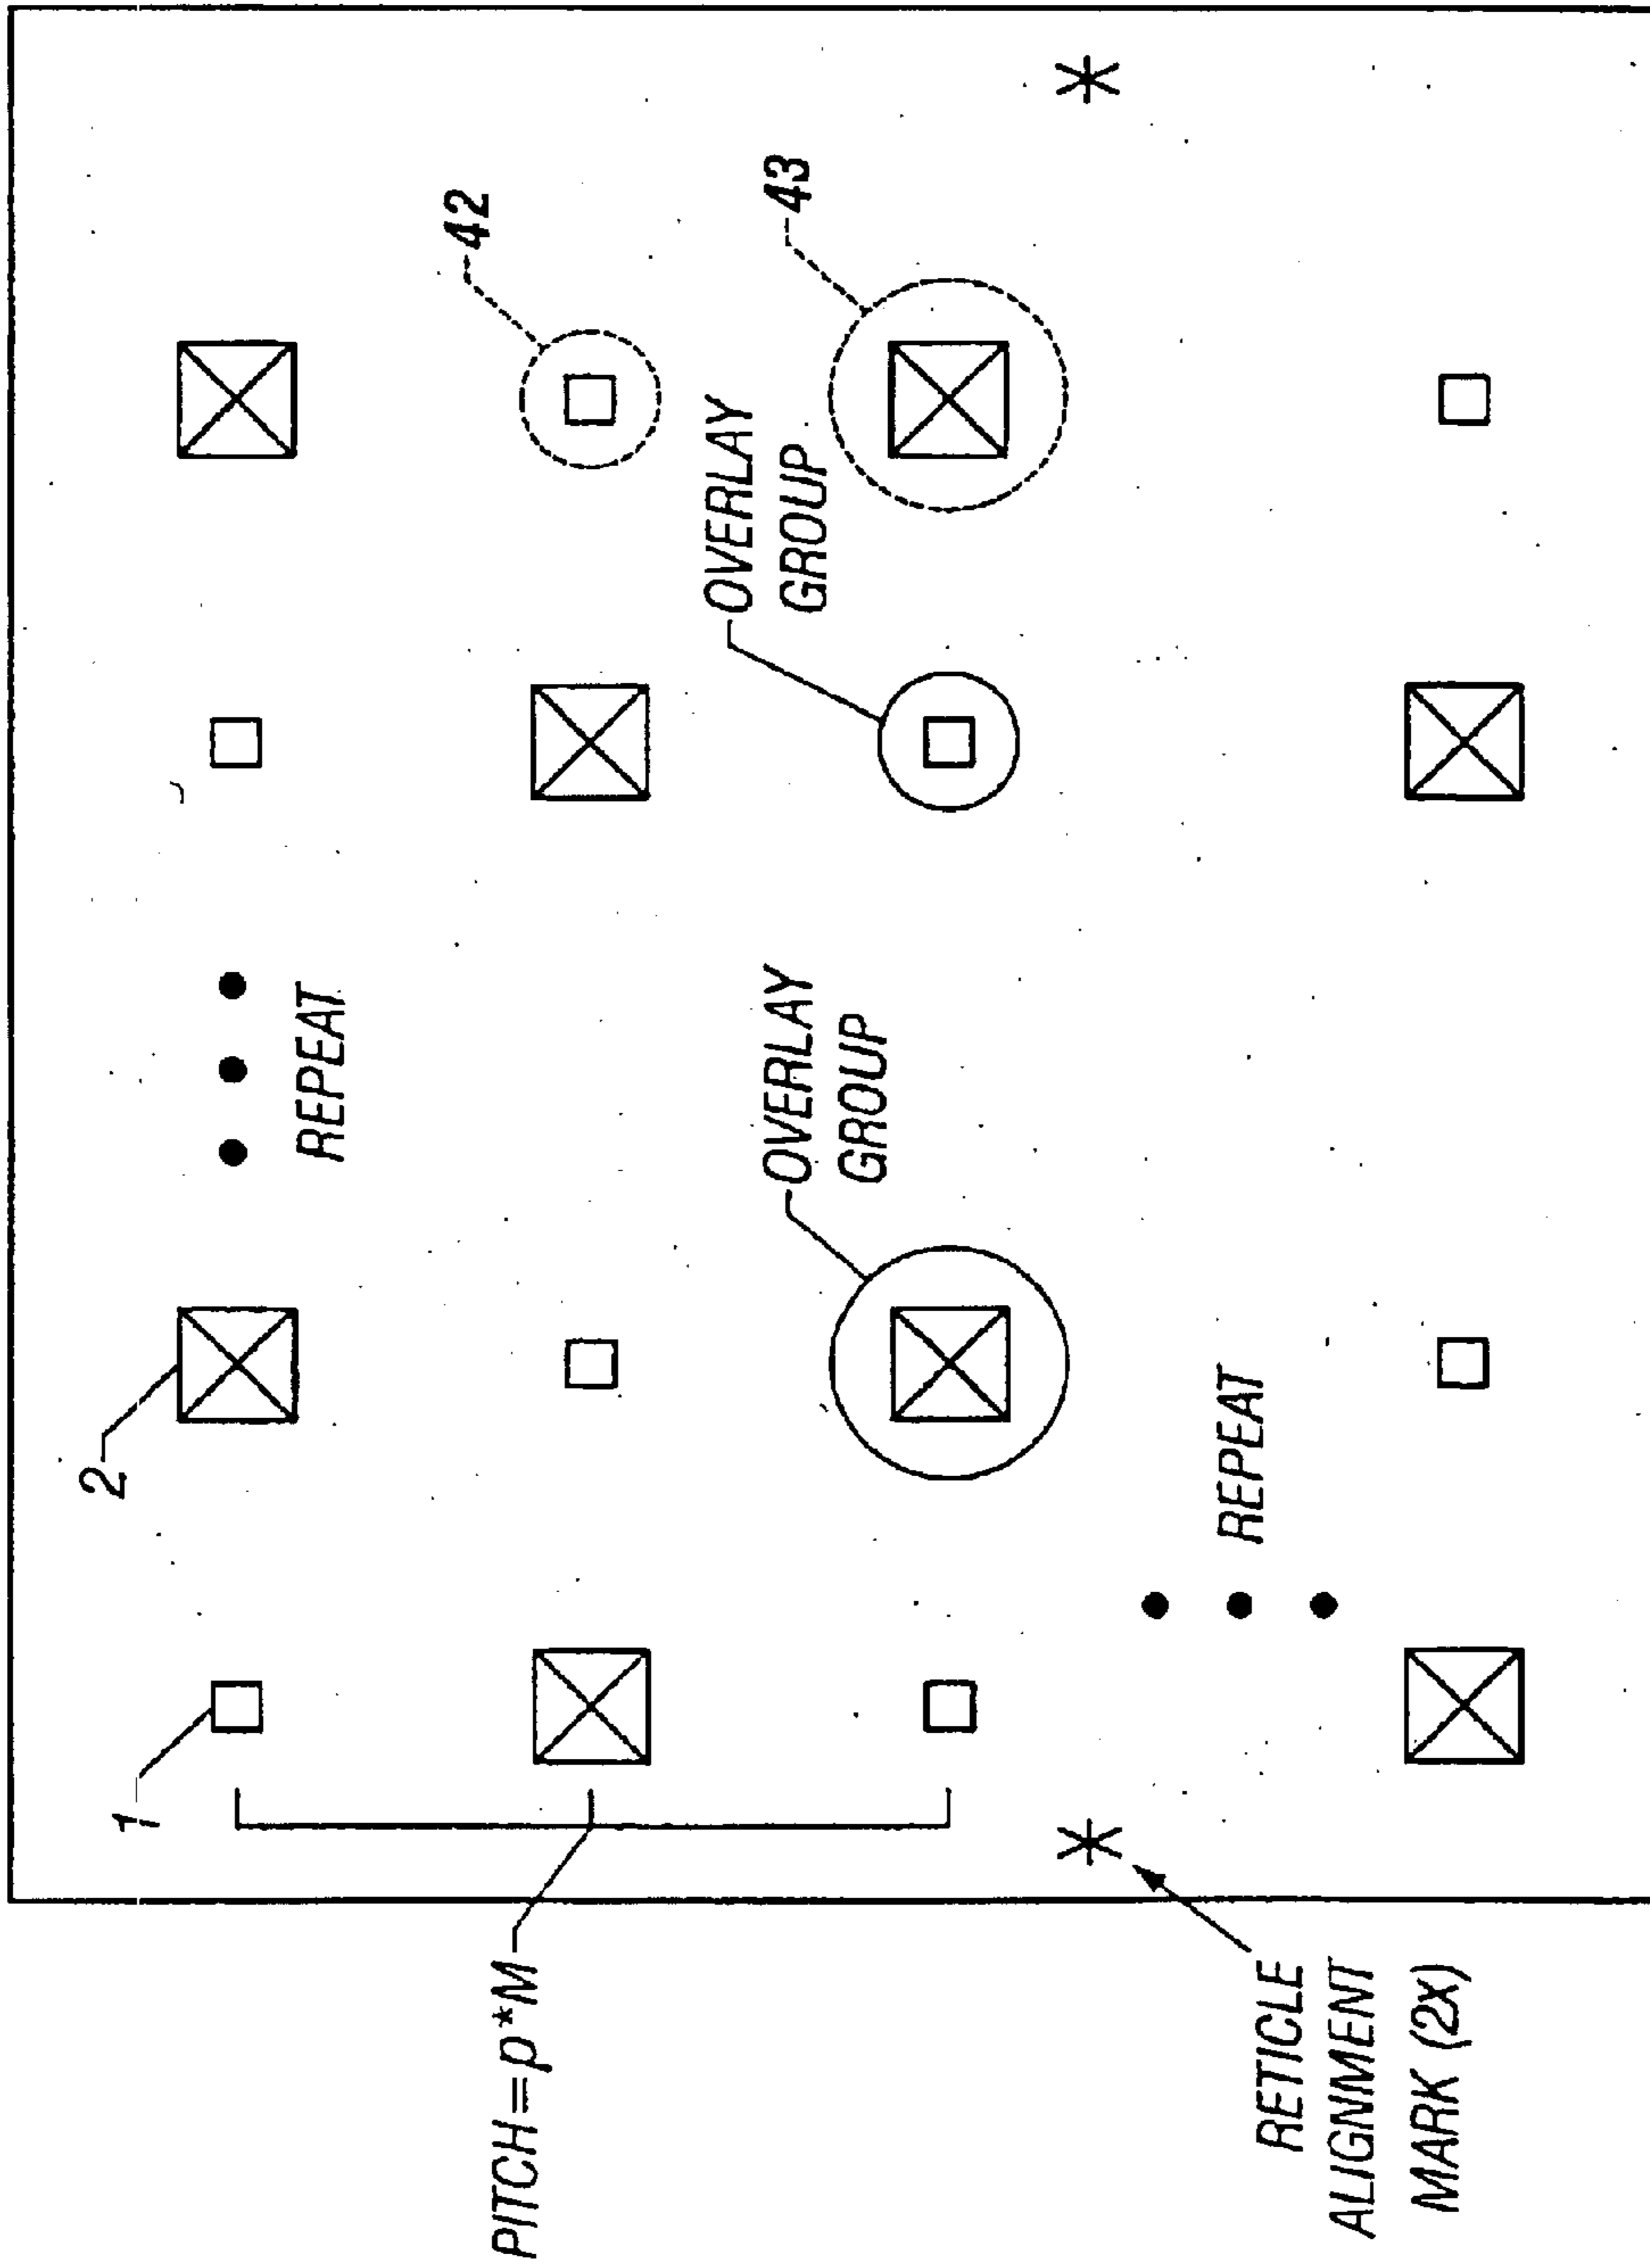 1
2
REPEAT
PITCH=p*M
OVERLAY
GROUP
OVERLAY
GROUP
42
43
REPEAT
RETICLE
ALIGNMENT
MARK (2X)